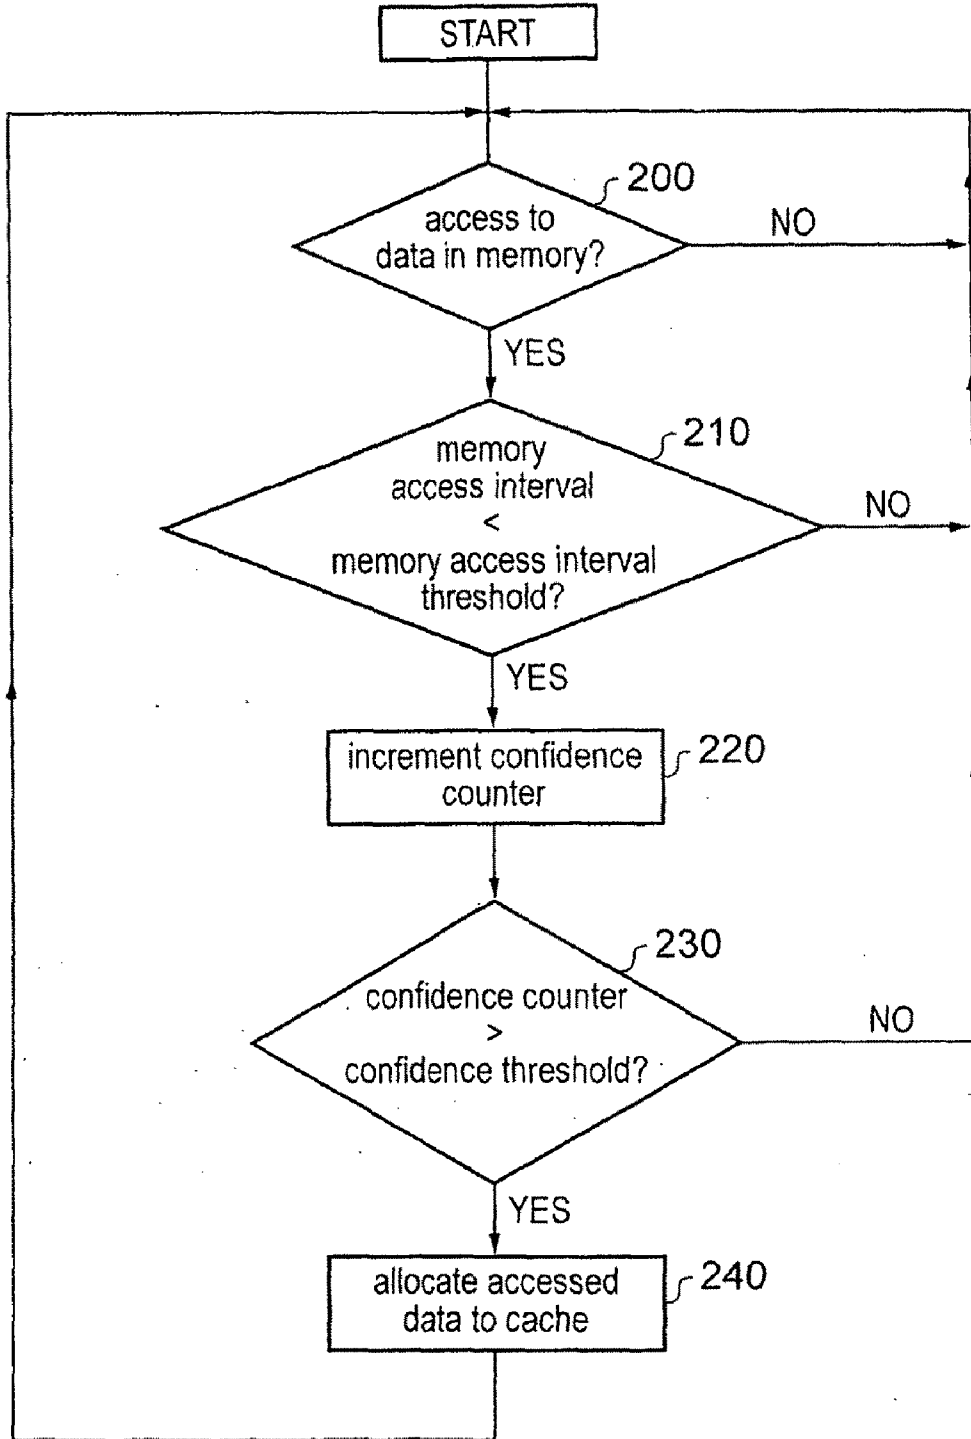 START
200
access to
data in memory?
NO
YES
210
memory
access interval
<
memory access interval
threshold?
NO
YES
increment confidence
counter
220
230
confidence counter
>
confidence threshold?
NO
YES
allocate accessed
data to cache
240